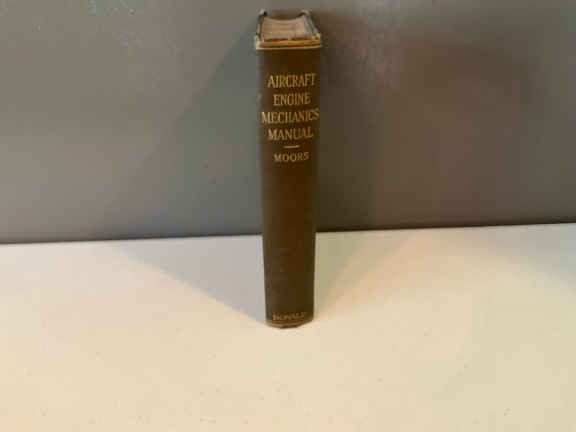 AIRCRAFT
ENGINE
MECHANICS
MANUAL
MOORS
RONALD